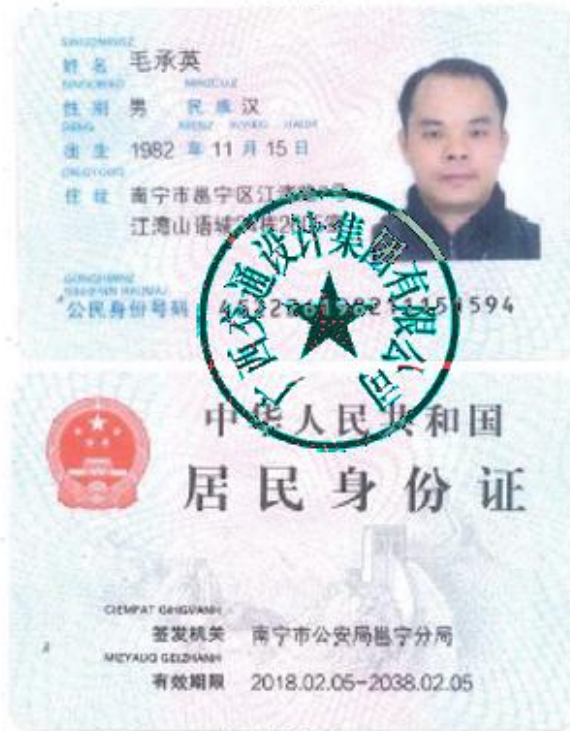 姓名 毛承英
性别 男 民族 汉
出生 1982 年 11 月 15 日
住址 南宁市邕宁区江湾路
江湾山语城
公民身份号码
广西交通设计集团有限公司
中华人民共和国
居民身份证
签发机关 南宁市公安局邕宁分局
有效期限 2018.02.05-2038.02.05